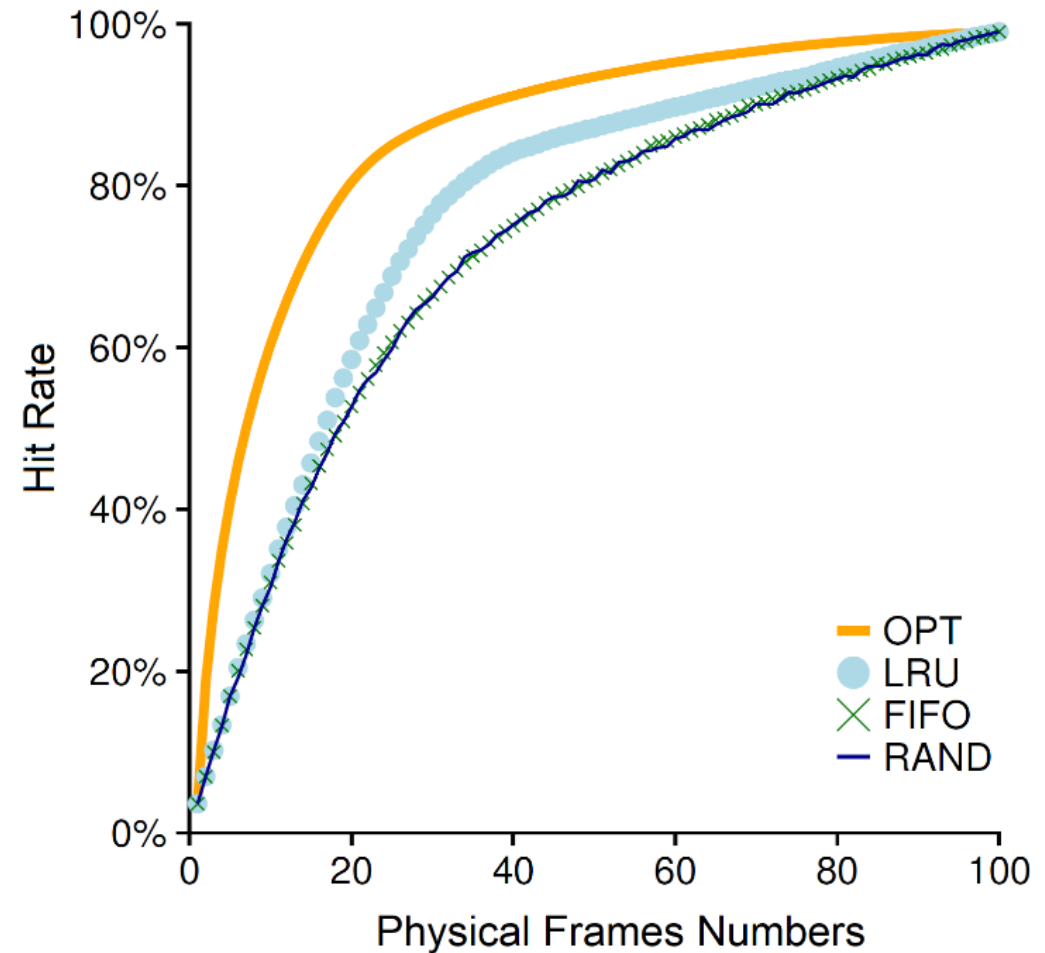 100%
80%
60%
40%
20%
0%
Hit Rate
0 20 40 60 80 100
Physical Frames Numbers
OPT
LRU
FIFO
RAND